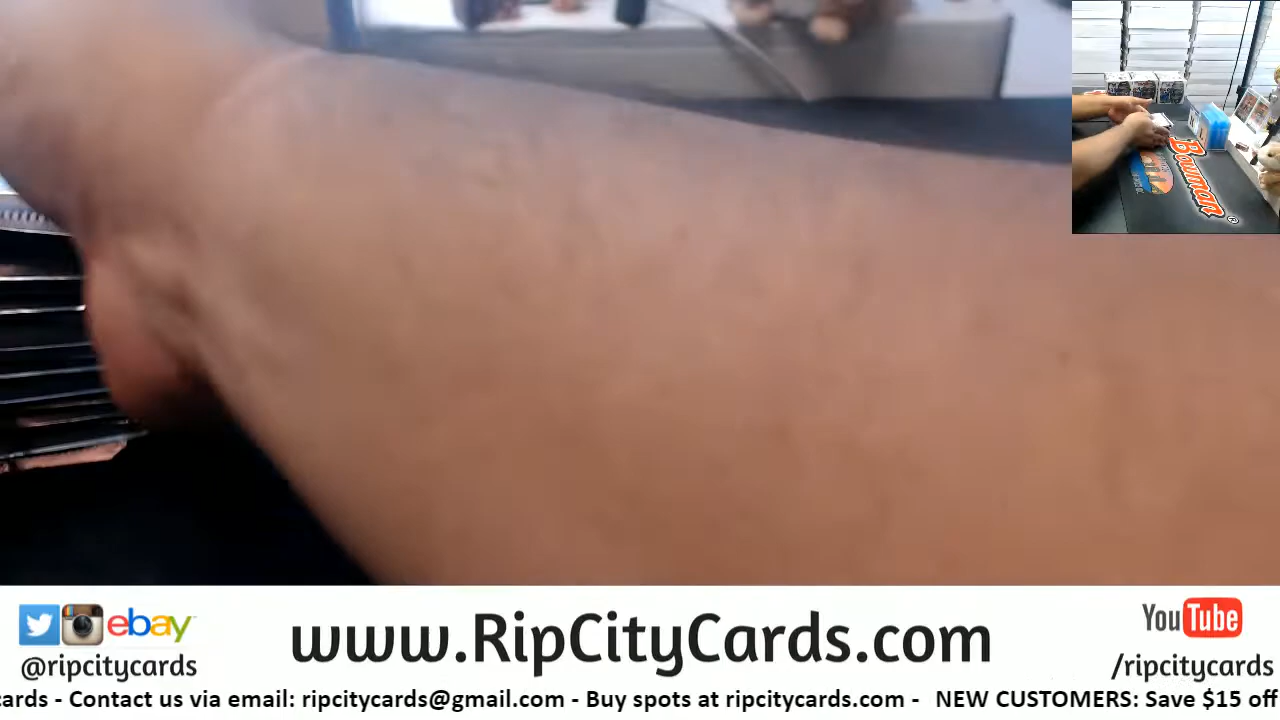 Bowman
ebay
@ripcitycards
www.RipCityCards.com
YouTube
/ripcitycards
cards - Contact us via email: ripcitycards@gmail.com - Buy spots at ripcitycards.com - NEW CUSTOMERS: Save $15 off